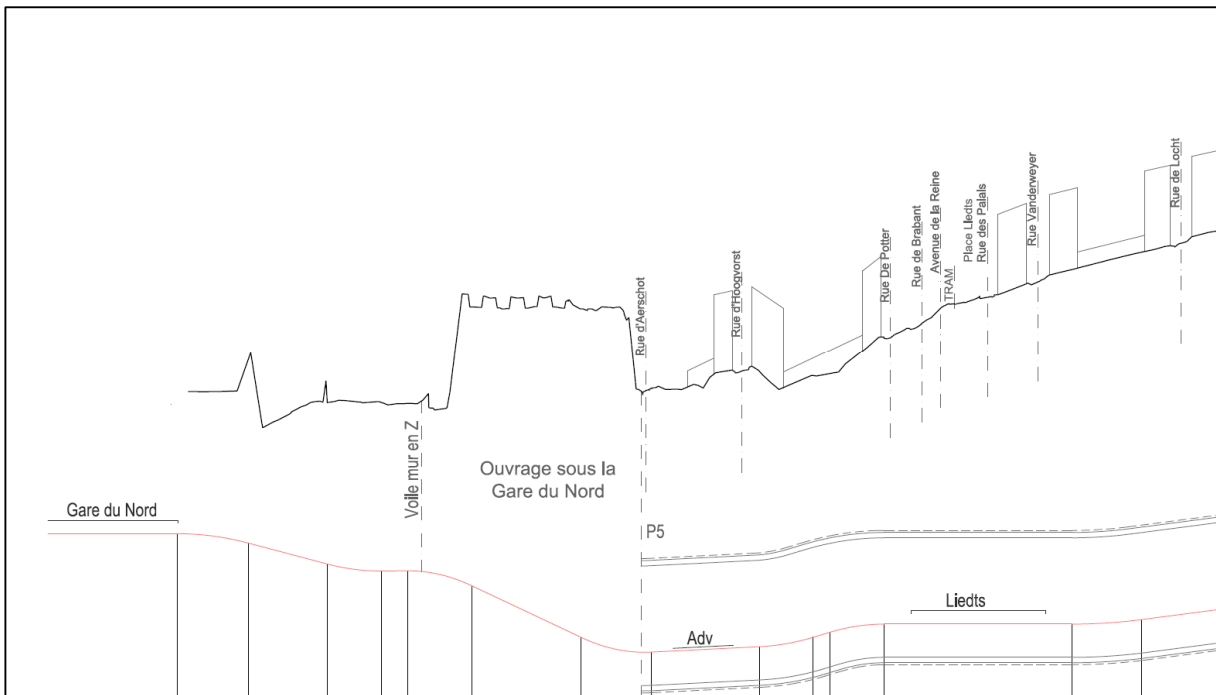 Rue de Locht
Rue Vanderweyer
Place Liedts
Rue des Palais
Avenue de la Reine
TRAM
Rue de Brabant
Rue De Potter
Rue d'Hoogvorst
Rue d'Aerschot
Voile mur en Z
Ouvrage sous la
Gare du Nord
Gare du Nord
P5
Liedts
Adv